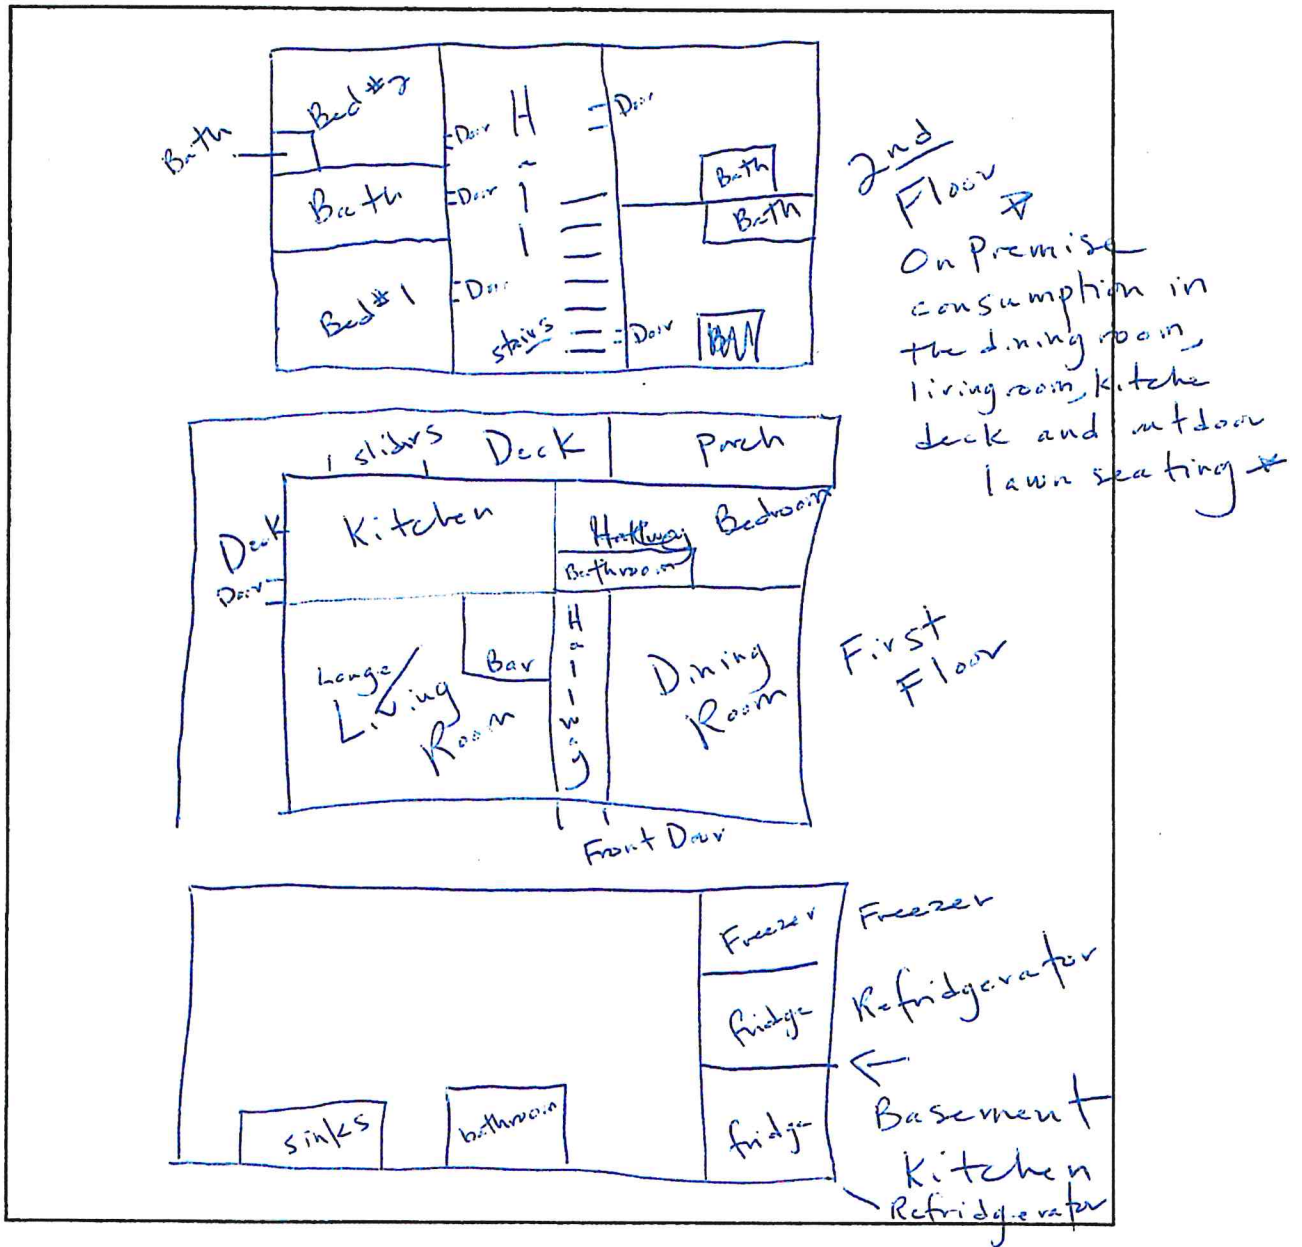 Bed #2
Bath
Door
H
a
l
l
Door
Bath
Door
Bath
Bath
Bed #1
Door
stairs
Door
2nd
Floor
On Premise
consumption in
the dining room,
living room, kitche
deck and outdoor
lawn seating *
sliders
Deck
Porch
Deck
Door
Kitchen
Hallway
Bedroom
Bathroom
Lounge/
Living
Room
Bar
H
a
l
l
w
a
y
Dining
Room
First
Floor
Front Door
Freezer
Freezer
fridge
Refridgerator
fridge
←
Basement
Kitchen
Refridgerator
sinks
bathroom